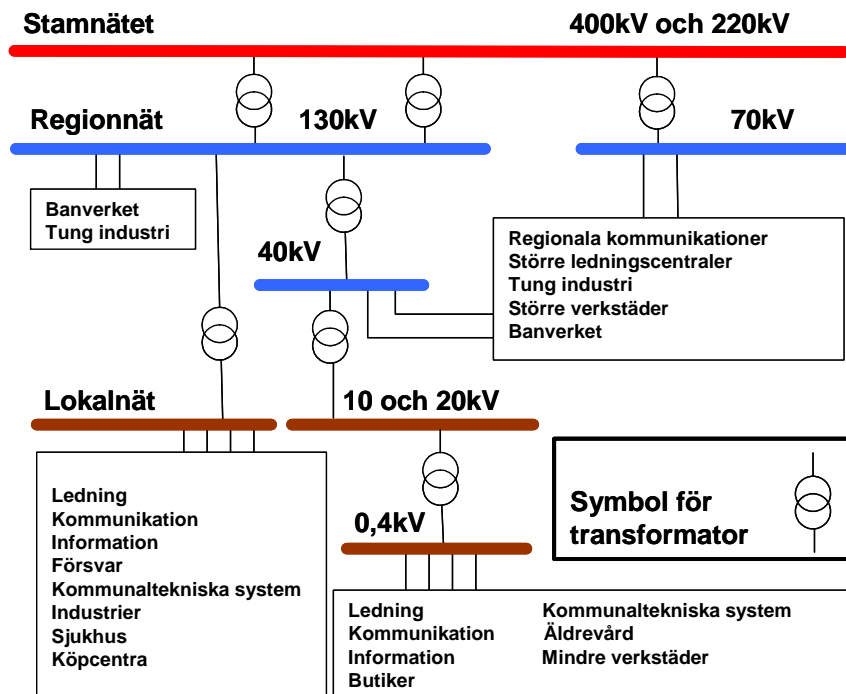 Stamnätet 400kV och 220kV
Regionnät 130kV 70kV
Banverket
Tung industri
40kV
Regionala kommunikationer
Större ledningscentraler
Tung industri
Större verkstäder
Banverket
Lokalnät 10 och 20kV
Ledning
Kommunikation
Information
Försvar
Kommunaltekniska system
Industrier
Sjukhus
Köpcentra
0,4kV
Symbol för
transformator
Ledning Kommunaltekniska system
Kommunikation Äldrevård
Information Mindre verkstäder
Butiker